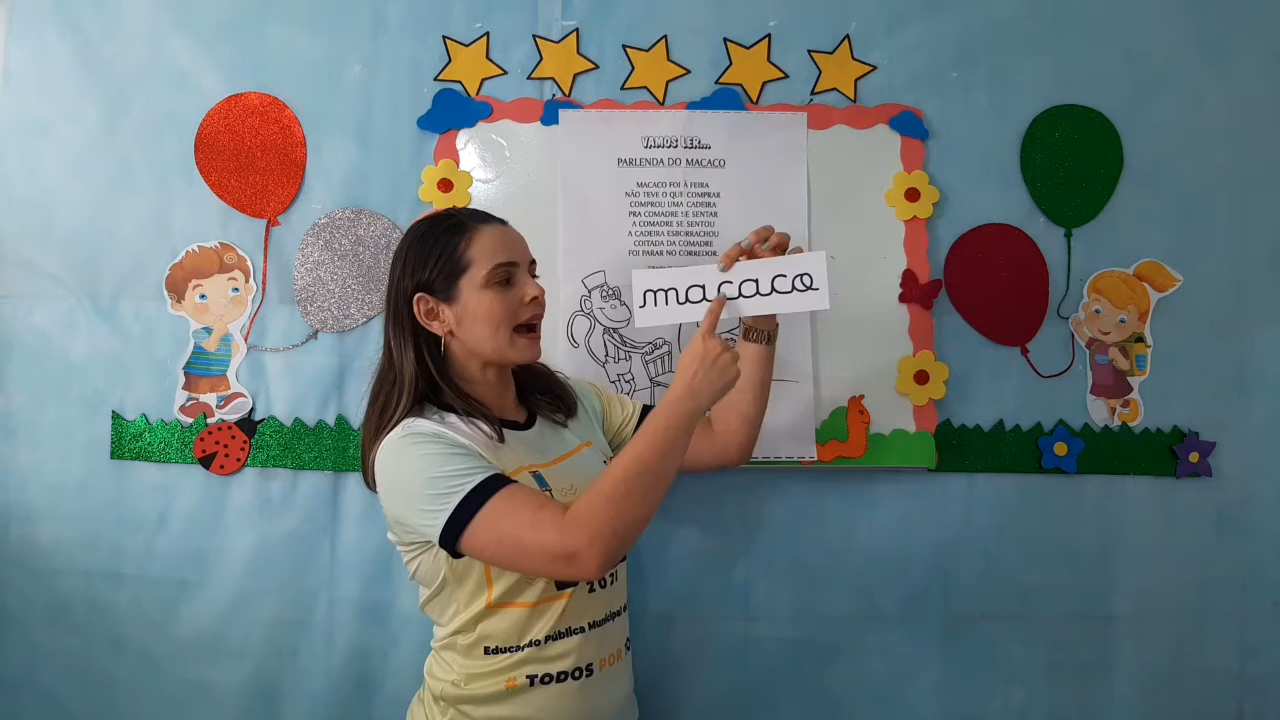 VAMOS LER...
PARLENDA DO MACACO
MACACO FOI À FEIRA
NÃO TEVE O QUE COMPRAR
COMPROU UMA CADEIRA
PRA COMADRE SE SENTAR
A COMADRE SE SENTOU
A CADEIRA ESBORRACHOU
COITADA DA COMADRE
FOI PARAR NO CORREDOR.
macaco
2021
Educação Pública Municipal
# TODOS POR